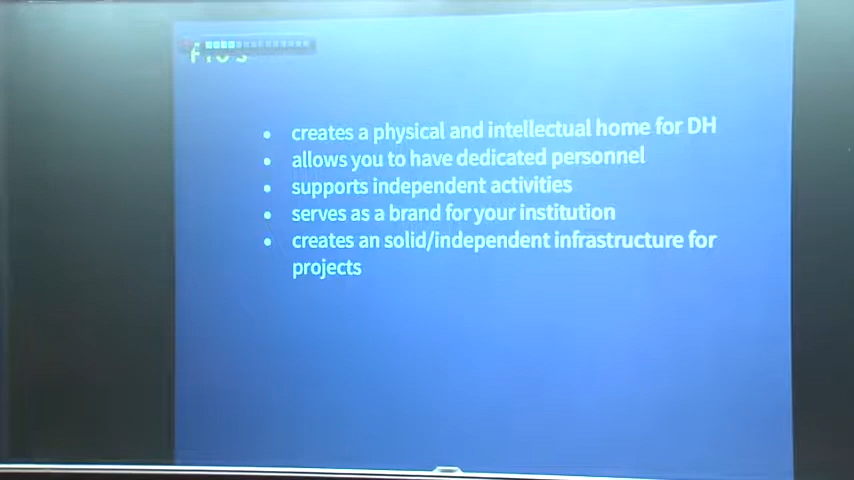 creates a physical and intellectual home for DH
allows you to have dedicated personnel
supports independent activities
serves as a brand for your institution
creates an solid/independent infrastructure for
projects